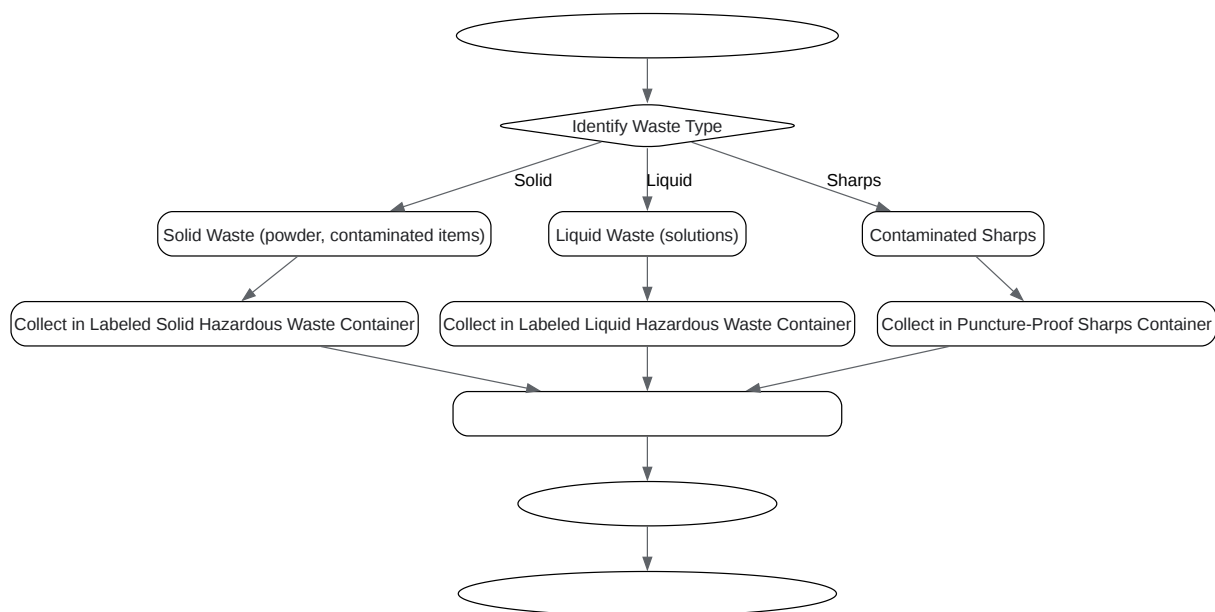 Identify Waste Type
Solid
Liquid
Sharps
Solid Waste (powder, contaminated items)
Liquid Waste (solutions)
Contaminated Sharps
Collect in Labeled Solid Hazardous Waste Container
Collect in Labeled Liquid Hazardous Waste Container
Collect in Puncture-Proof Sharps Container